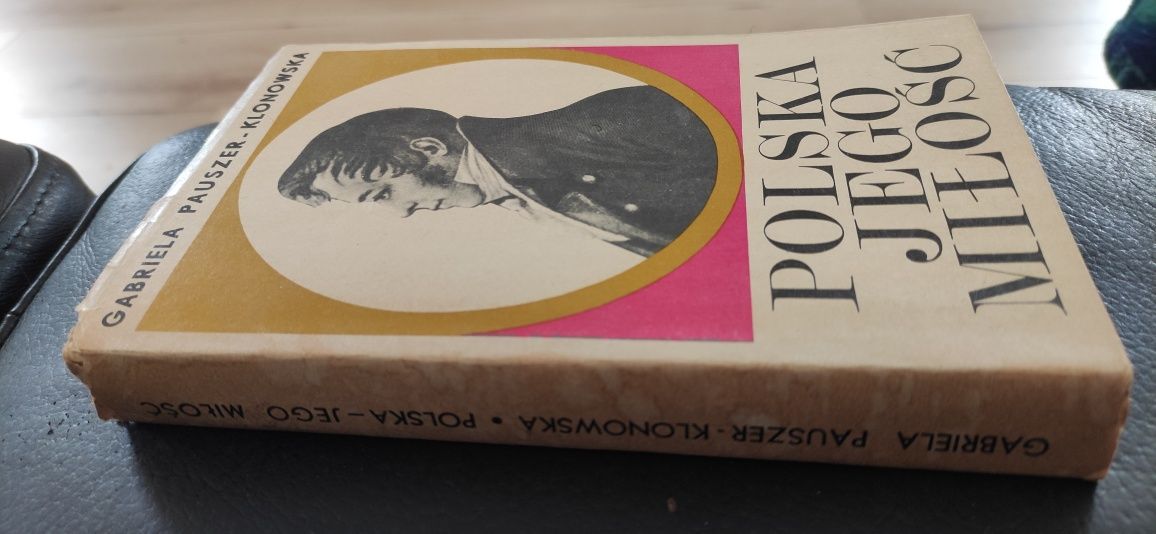 GABRIELA PAUSZER-KLONOWSKA
POLSKA
JEGO
MIŁOŚĆ
GABRIELA PAUSZER-KLONOWSKA • POLSKA—JEGO MIŁOŚĆ